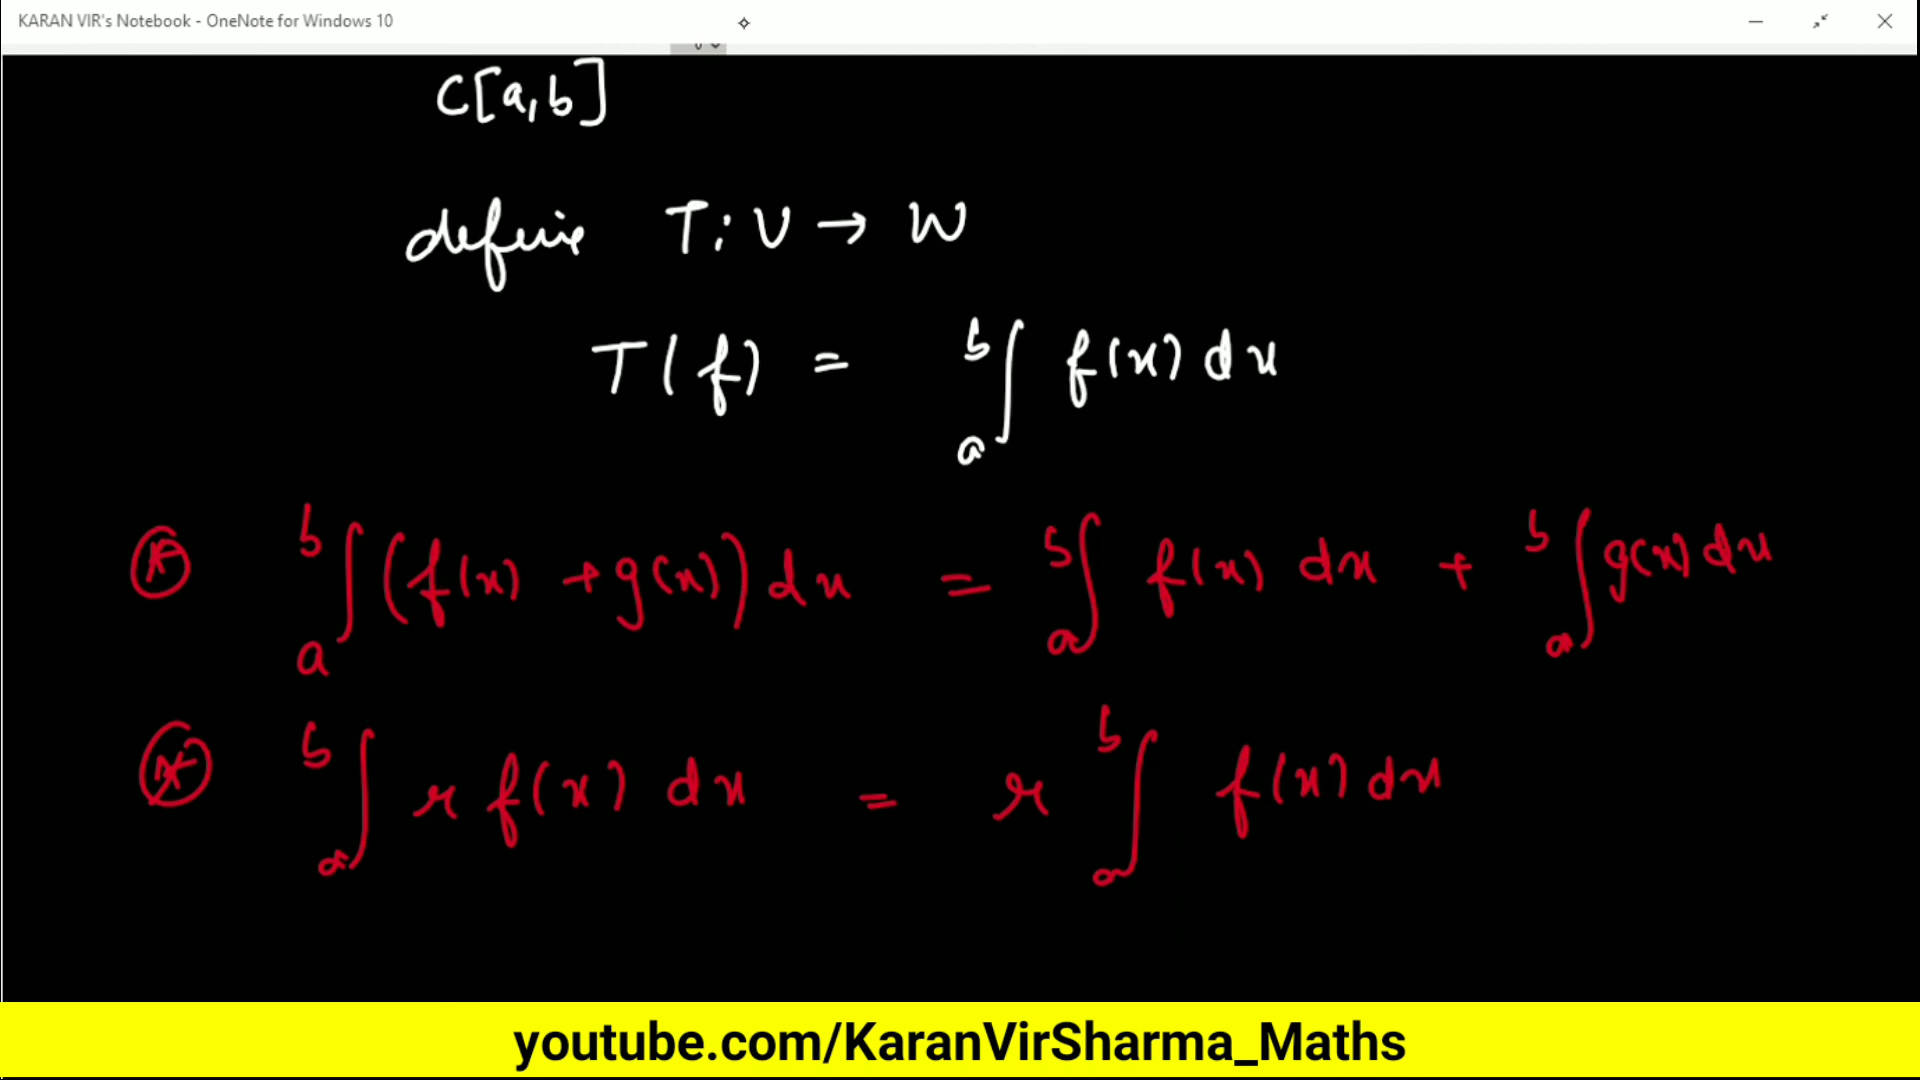 KARAN VIR's Notebook - OneNote for Windows 10
C[a,b]
define T: V → W
T(f) = ∫_a^b f(x) dx
∫_a^b (f(x) + g(x)) dx = ∫_a^b f(x) dx + ∫_a^b g(x) dx
∫_a^b r f(x) dx = r ∫_a^b f(x) dx
youtube.com/KaranVirSharma_Maths